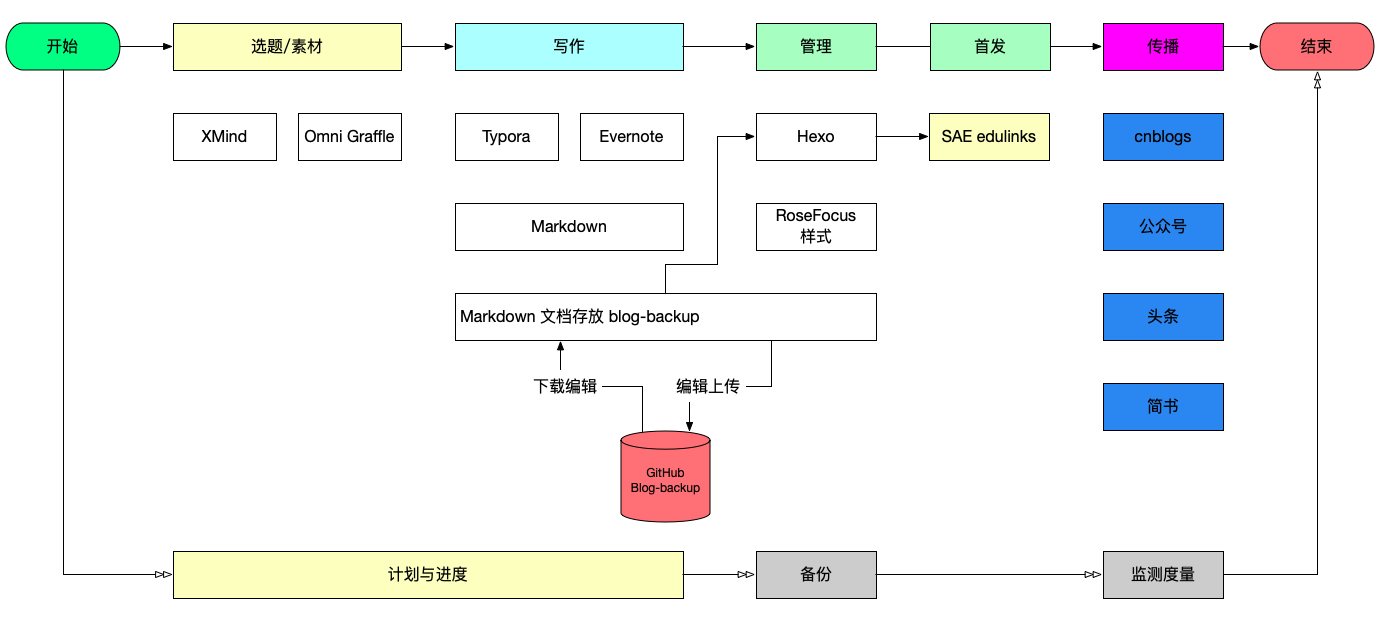 开始
选题/素材
写作
管理
首发
传播
结束
XMind
Omni Graffle
Typora
Evernote
Hexo
SAE edulinks
cnblogs
Markdown
RoseFocus
样式
公众号
Markdown 文档存放 blog-backup
头条
下载编辑
编辑上传
简书
GitHub
Blog-backup
计划与进度
备份
监测度量